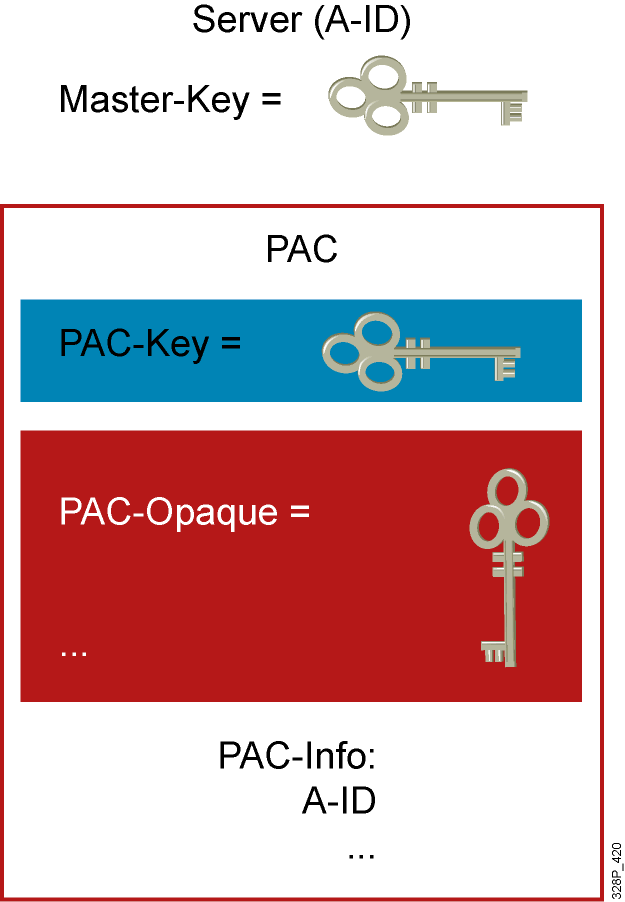 Server (A-ID)
Master-Key =
PAC
PAC-Key =
PAC-Opaque =
...
PAC-Info:
A-ID
...
328P_420